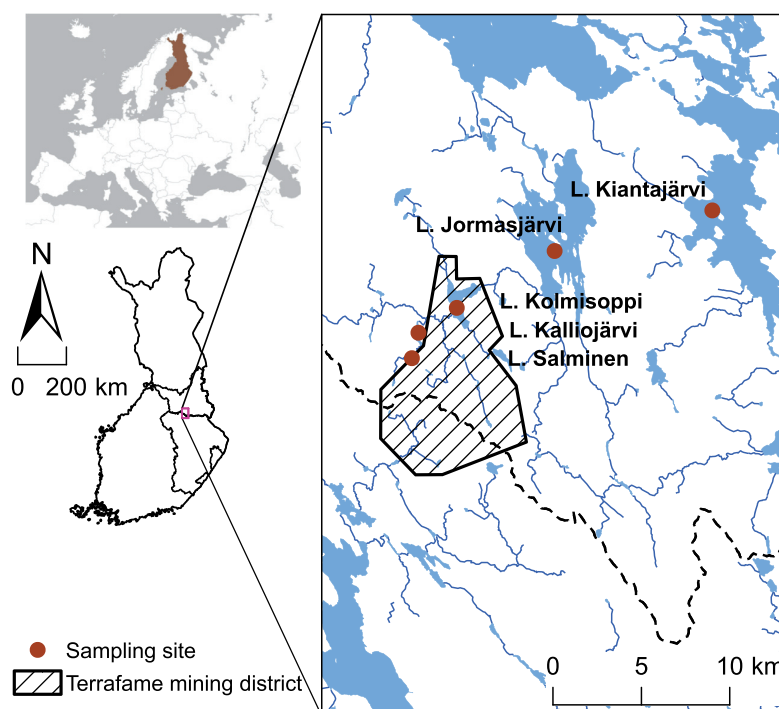 L. Kiantajärvi
L. Jormasjärvi
N
L. Kolmisoppi
L. Kalliojärvi
L. Salminen
0 200 km
Sampling site
Terrafame mining district
0 5 10 km